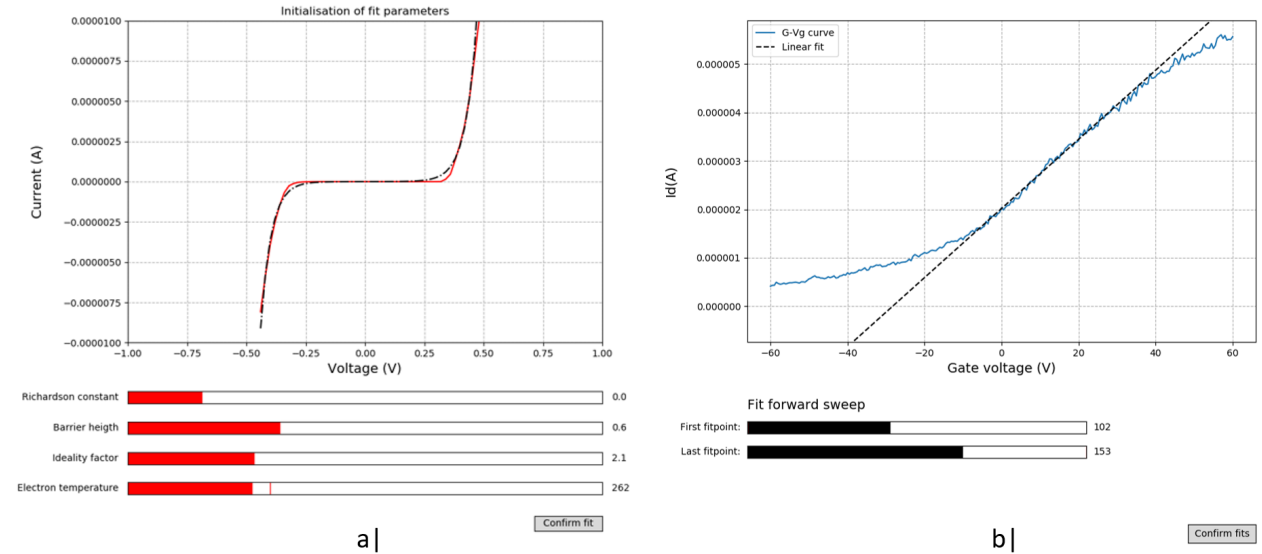 Initialisation of fit parameters
0.0000100
0.0000075
0.0000050
0.0000025
0.0000000
−0.0000025
−0.0000050
−0.0000075
−0.0000100
Current (A)
−1.00 −0.75 −0.50 −0.25 0.00 0.25 0.50 0.75 1.00
Voltage (V)
Richardson constant 0.0
Barrier heigth 0.6
Ideality factor 2.1
Electron temperature 262
Confirm fit
a|
G-Vg curve
Linear fit
0.000005
0.000004
0.000003
0.000002
0.000001
0.000000
Id(A)
−60 −40 −20 0 20 40 60
Gate voltage (V)
Fit forward sweep
First fitpoint: 102
Last fitpoint: 153
Confirm fits
b|